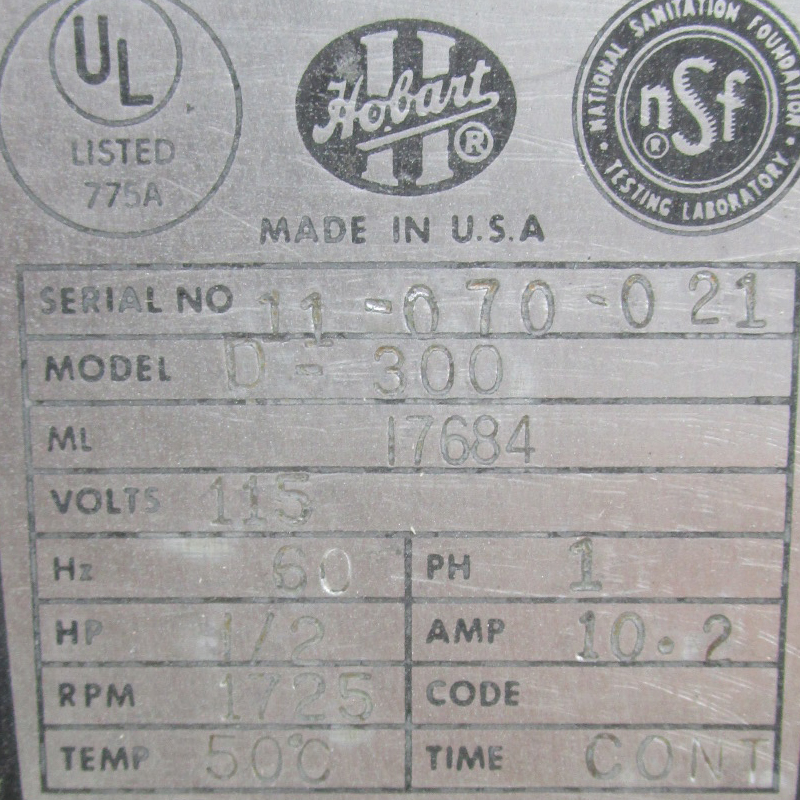 UL
LISTED
775A
Hobart ®
MADE IN U.S.A
NATIONAL SANITATION FOUNDATION
nsf ®
TESTING LABORATORY
SERIAL NO 11-070-021
MODEL D-300
ML 17684
VOLTS 115
Hz 60 PH 1
HP 1/2 AMP 10.2
RPM 1725 CODE
TEMP 50°C TIME CONT